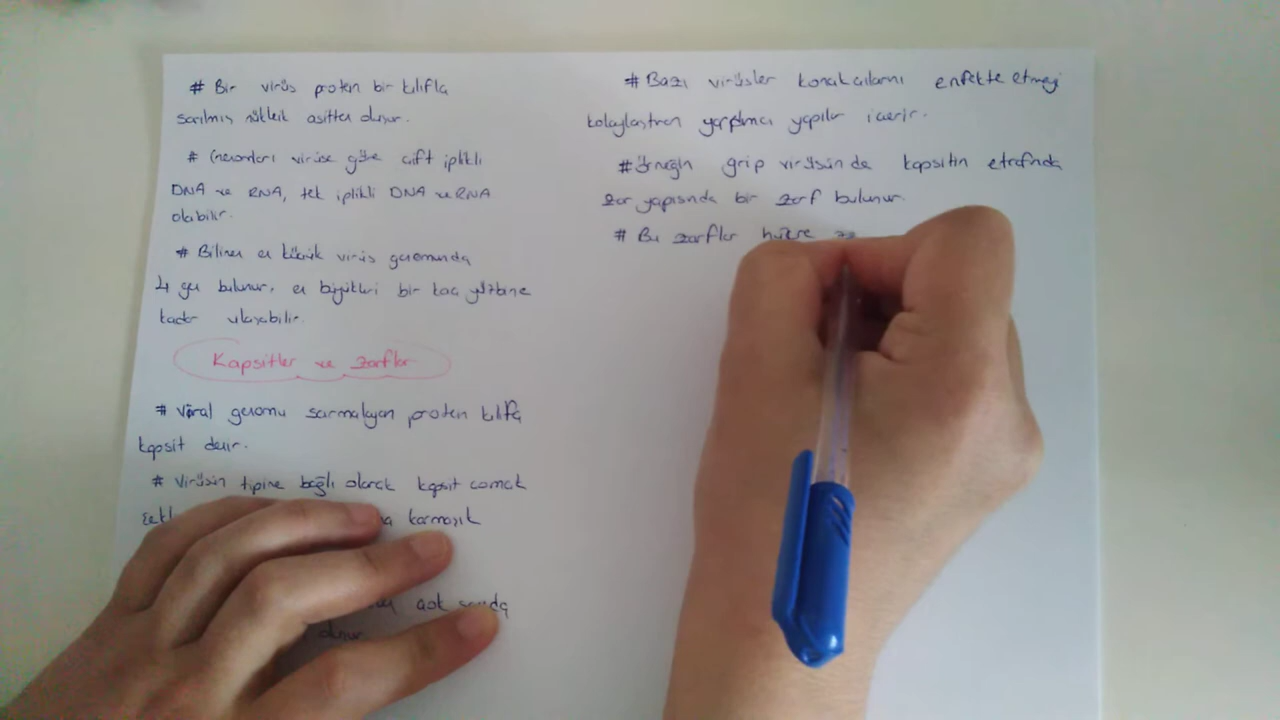 # Bir virüs protein bir kılıfla
sarılmış nükleik asitten oluşur.
# Genomları virüse göre çift iplikli
DNA ve RNA, tek iplikli DNA ve RNA
olabilir.
# Bilinen en küçük virüs genomunda
4 gen bulunur, en büyükleri bir kaç yüzbine
kadar ulaşabilir.
Kapsitler ve zarflar
# Viral genomu sarmalayan protein kılıfa
kapsit denir.
# Virüsün tipine bağlı olarak kapsit çomak
şekl
karmaşık
çok sayıda
oluşur
# Bazı virüsler konakçılarını enfekte etmeyi
kolaylaştıran yardımcı yapılar içerir.
# Örneğin grip virüsünde kapsitin etrafında
zar yapısında bir zarf bulunur.
# Bu zarflar hücre